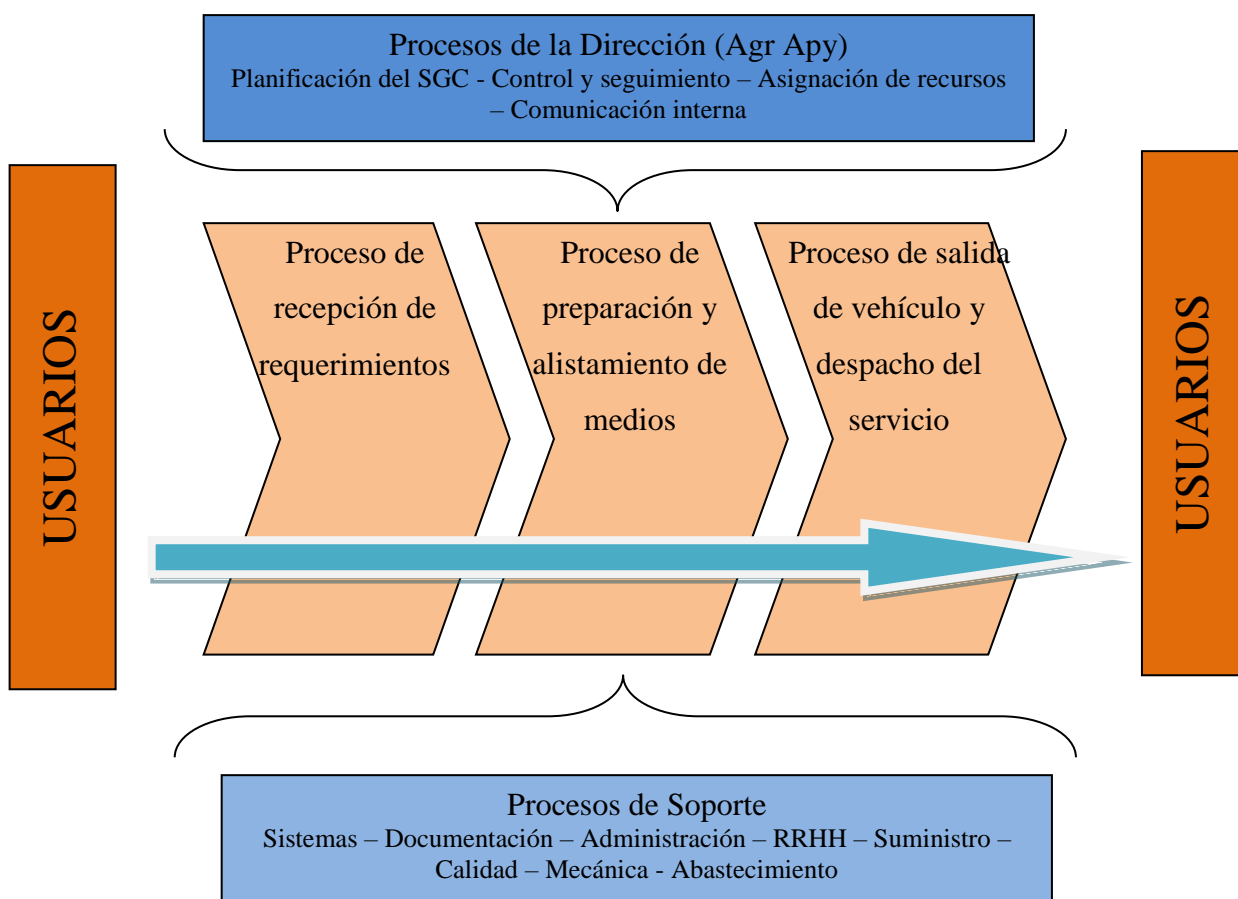 Procesos de la Dirección (Agr Apy)
Planificación del SGC - Control y seguimiento – Asignación de recursos
– Comunicación interna
USUARIOS
Proceso de
recepción de
requerimientos
Proceso de
preparación y
alistamiento de
medios
Proceso de salida
de vehículo y
despacho del
servicio
USUARIOS
Procesos de Soporte
Sistemas – Documentación – Administración – RRHH – Suministro –
Calidad – Mecánica - Abastecimiento